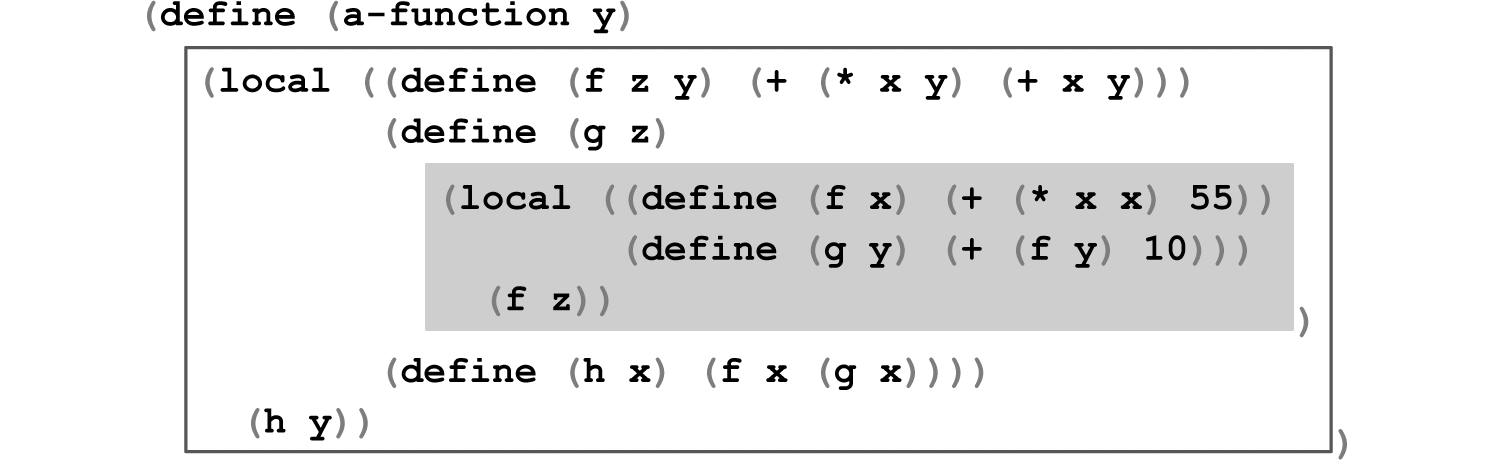 (define (a-function y)
(local ((define (f z y) (+ (* x y) (+ x y)))
(define (g z)
(local ((define (f x) (+ (* x x) 55))
(define (g y) (+ (f y) 10)))
(f z))
)
(define (h x) (f x (g x))))
(h y))
)